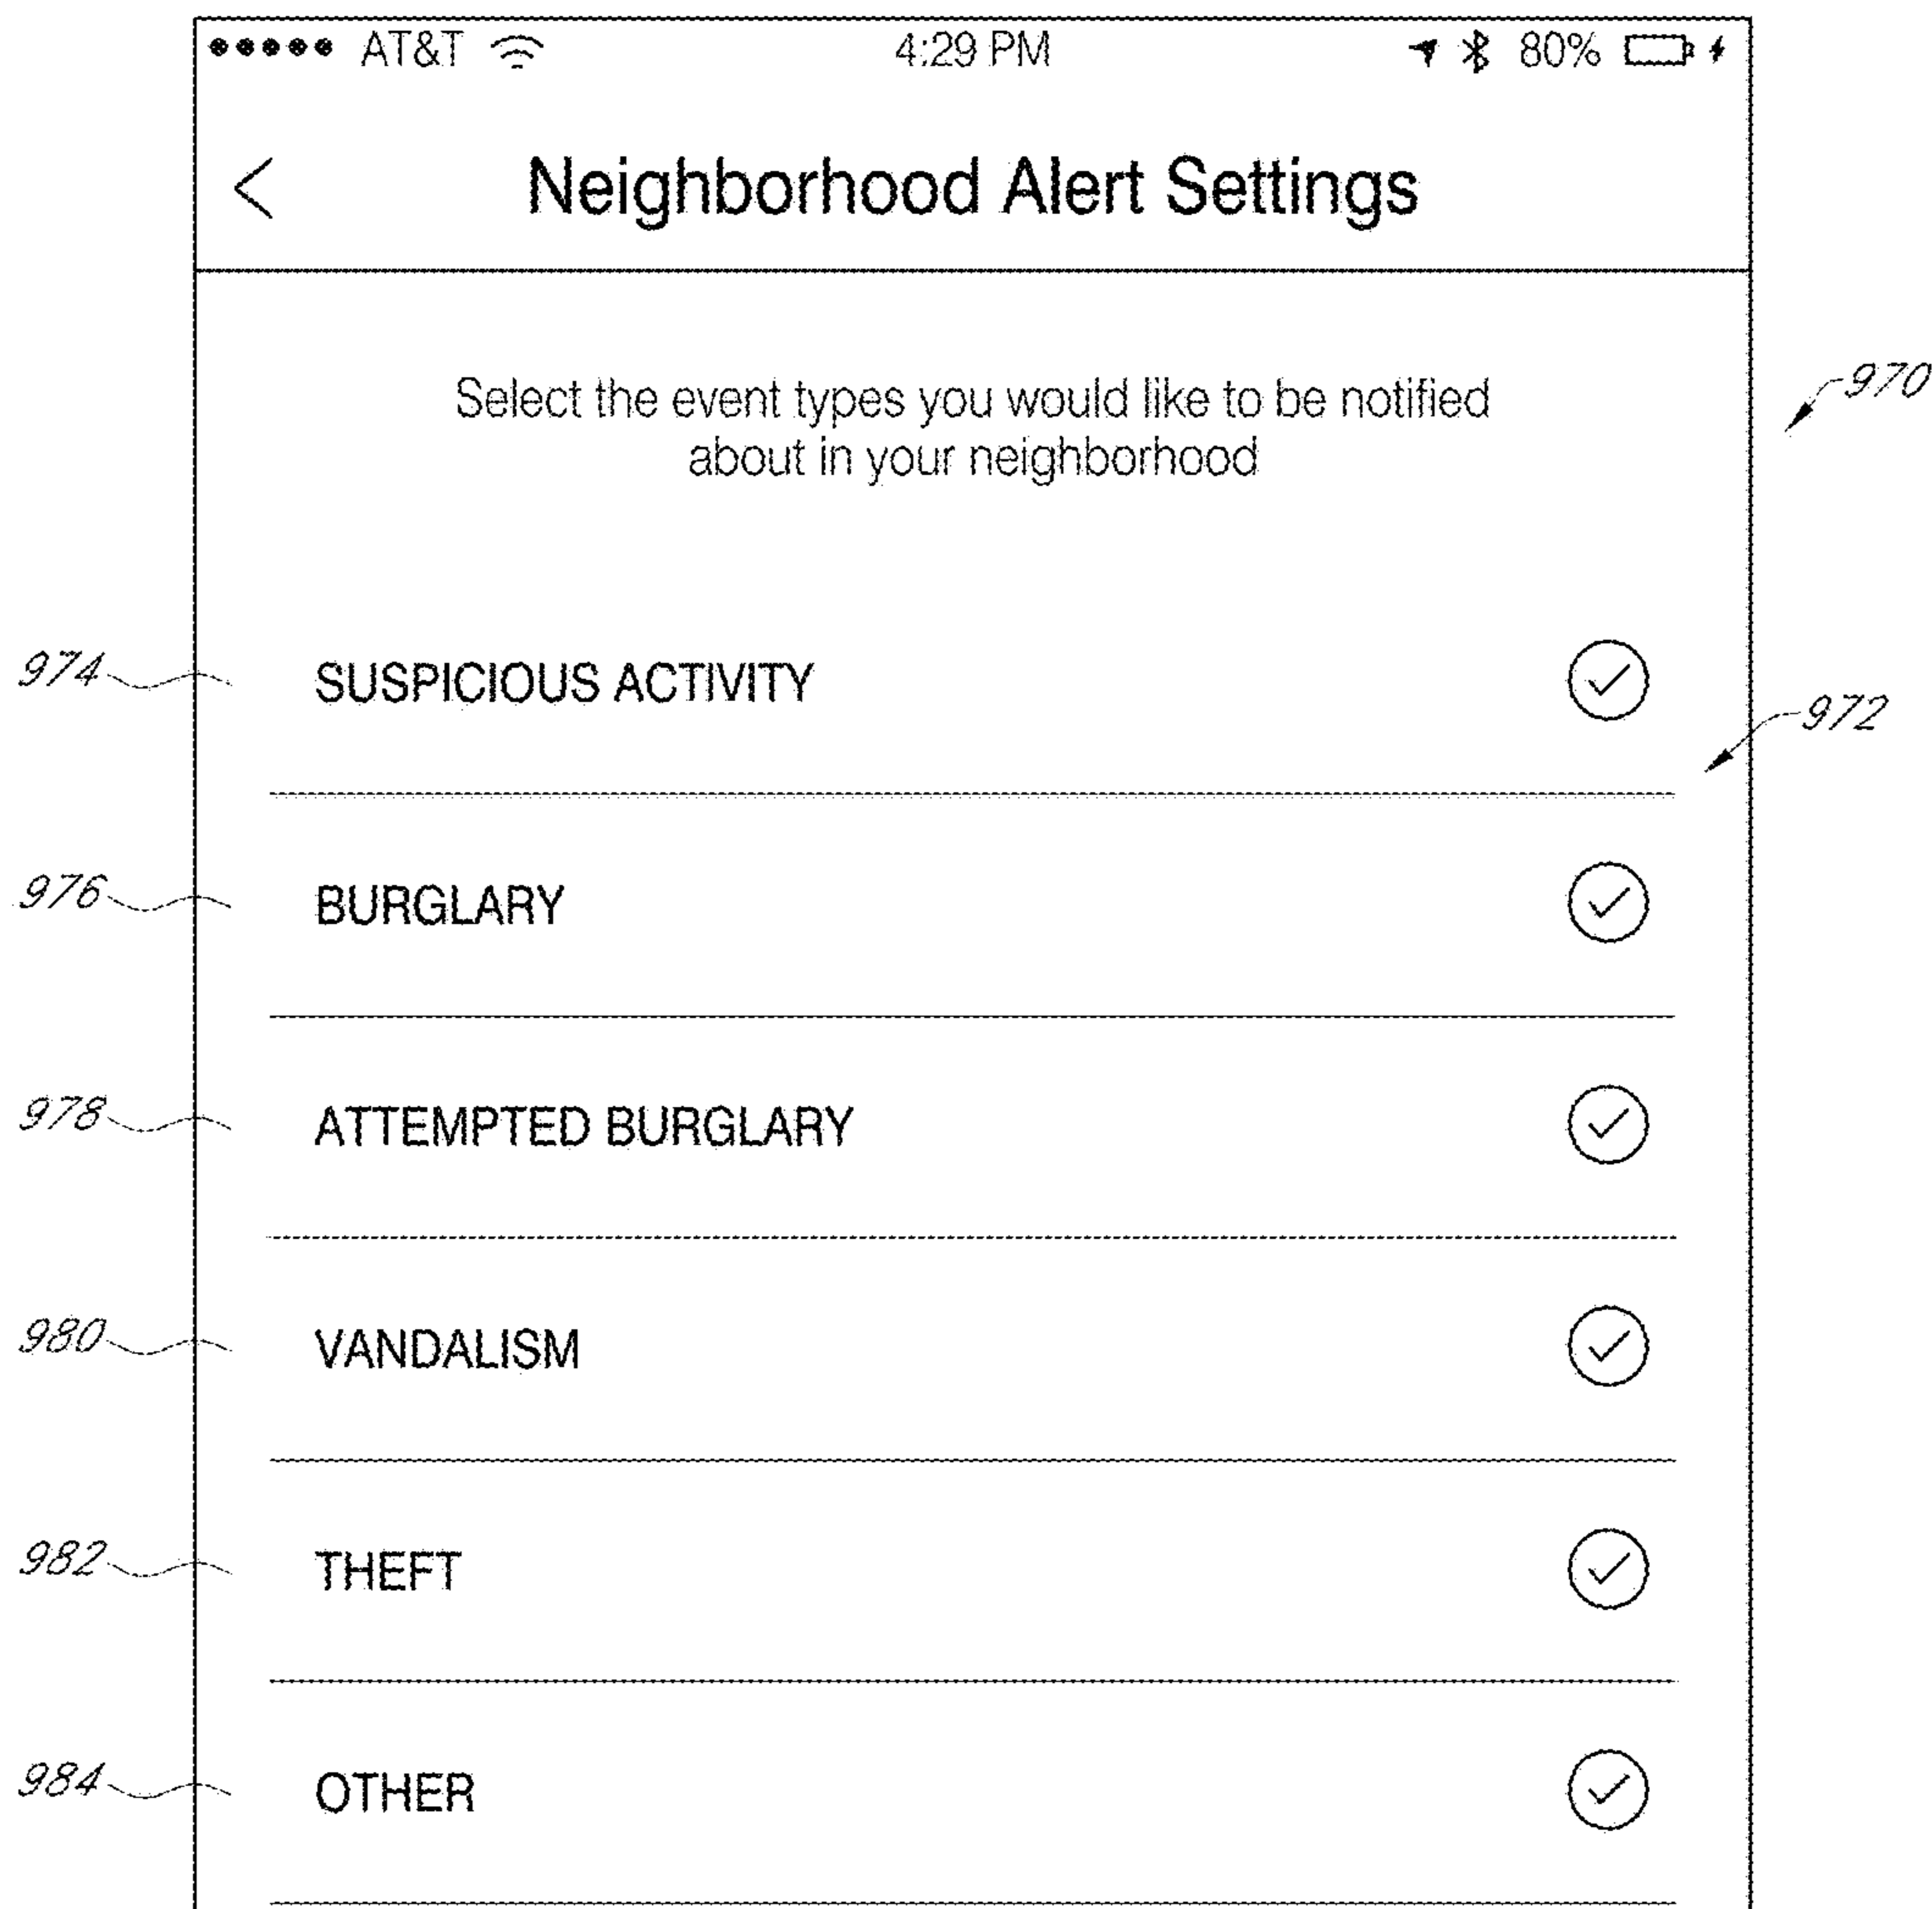 AT&T 4:29 PM 80%
< Neighborhood Alert Settings
Select the event types you would like to be notified
about in your neighborhood
970
974 SUSPICIOUS ACTIVITY
972
976 BURGLARY
978 ATTEMPTED BURGLARY
980 VANDALISM
982 THEFT
984 OTHER